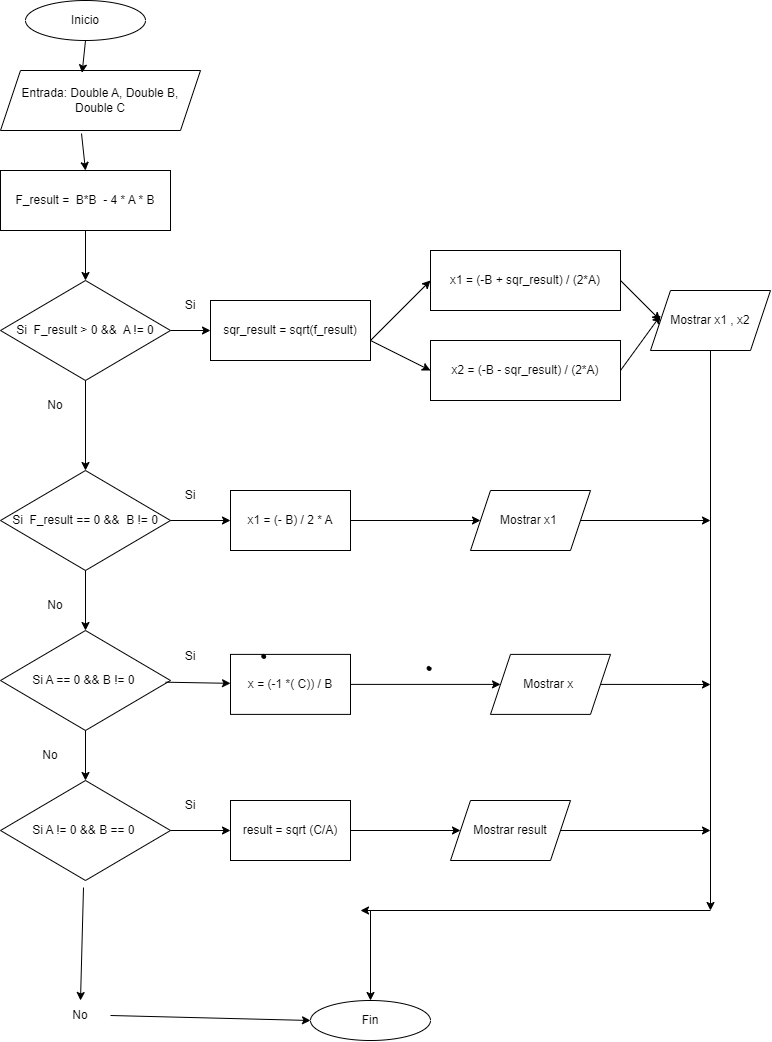 Inicio
Entrada: Double A, Double B,
Double C
F_result = B*B - 4 * A * B
Si F_result > 0 && A != 0
Si
sqr_result = sqrt(f_result)
x1 = (-B + sqr_result) / (2*A)
x2 = (-B - sqr_result) / (2*A)
Mostrar x1 , x2
No
Si F_result == 0 && B != 0
Si
x1 = (- B) / 2 * A
Mostrar x1
No
Si A == 0 && B != 0
Si
x = (-1 *( C)) / B
Mostrar x
No
Si A != 0 && B == 0
Si
result = sqrt (C/A)
Mostrar result
No
Fin